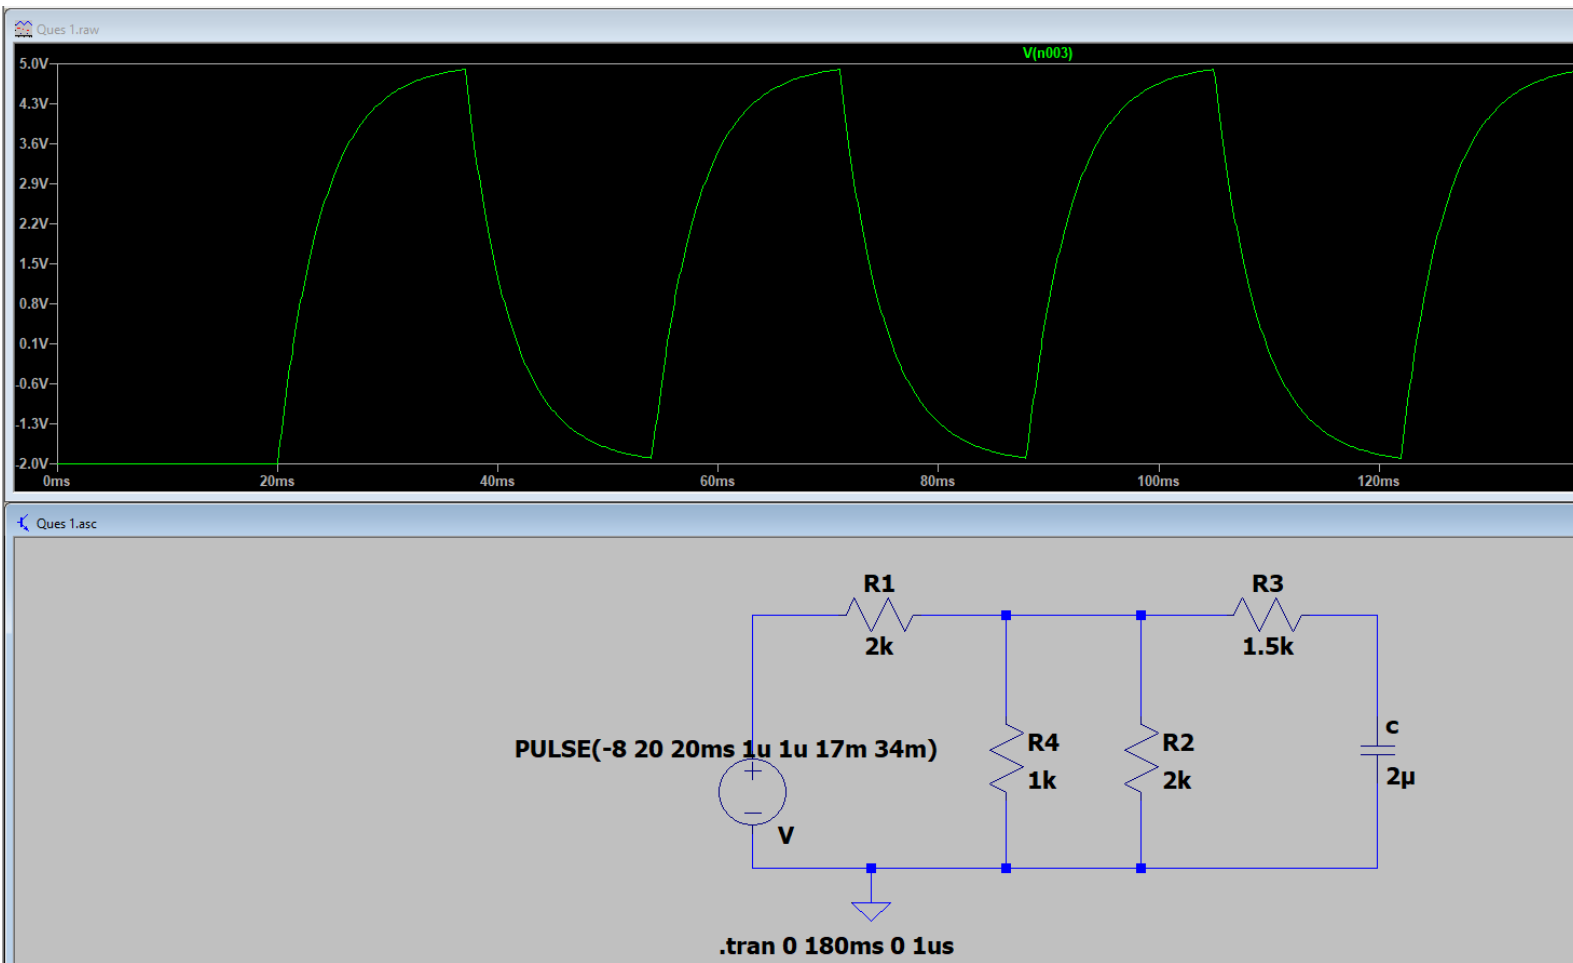 Ques 1.raw
V(n003)
5.0V
4.3V
3.6V
2.9V
2.2V
1.5V
0.8V
0.1V
-0.6V
-1.3V
-2.0V
0ms 20ms 40ms 60ms 80ms 100ms 120ms
Ques 1.asc
R1 R3
2k 1.5k
c
PULSE(-8 20 20ms 1u 1u 17m 34m) R4 R2
1k 2k 2µ
V
.tran 0 180ms 0 1us